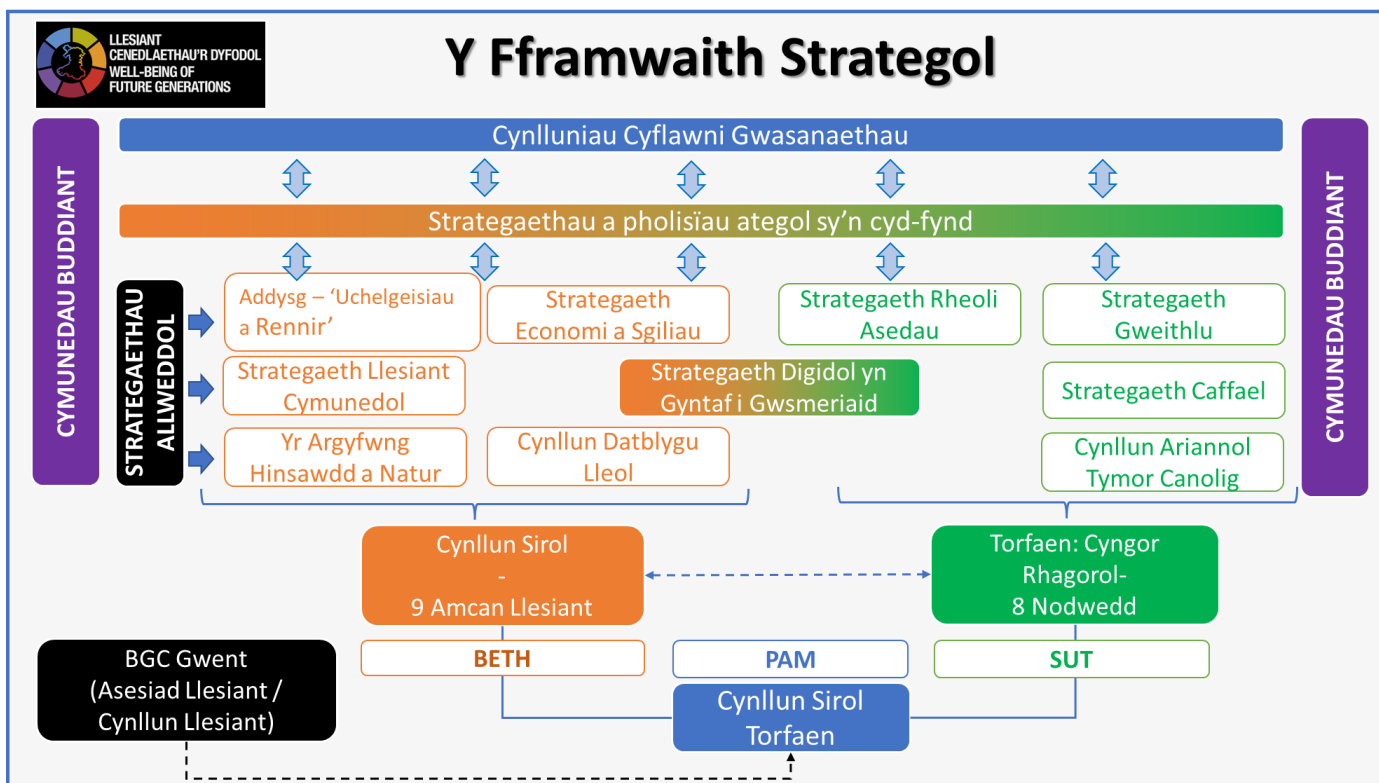 LLESIANT
CENEDLAETHAU'R DYFODOL
WELL-BEING OF
FUTURE GENERATIONS
Y Fframwaith Strategol
CYMUNEDAU BUDDIANT
Cynlluniau Cyflawni Gwasanaethau
CYMUNEDAU BUDDIANT
Strategaethau a pholisïau ategol sy'n cyd-fynd
STRATEGAETHAU
ALLWEDDOL
Addysg – 'Uchelgeisiau
a Rennir'
Strategaeth
Economi a Sgiliau
Strategaeth Rheoli
Asedau
Strategaeth
Gweithlu
Strategaeth Llesiant
Cymunedol
Strategaeth Digidol yn
Gyntaf i Gwsmeriaid
Strategaeth Caffael
Yr Argyfwng
Hinsawdd a Natur
Cynllun Datblygu
Lleol
Cynllun Ariannol
Tymor Canolig
Cynllun Sirol
-
9 Amcan Llesiant
Torfaen: Cyngor
Rhagorol-
8 Nodwedd
BETH
PAM
SUT
BGC Gwent
(Asesiad Llesiant /
Cynllun Llesiant)
Cynllun Sirol
Torfaen